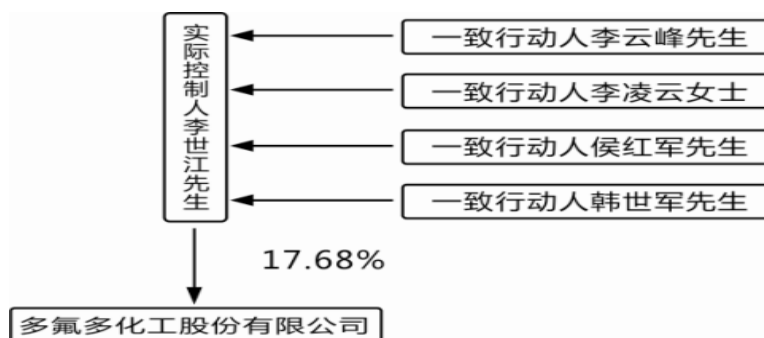 实际控制人李世江先生
一致行动人李云峰先生
一致行动人李凌云女士
一致行动人侯红军先生
一致行动人韩世军先生
17.68%
多氟多化工股份有限公司